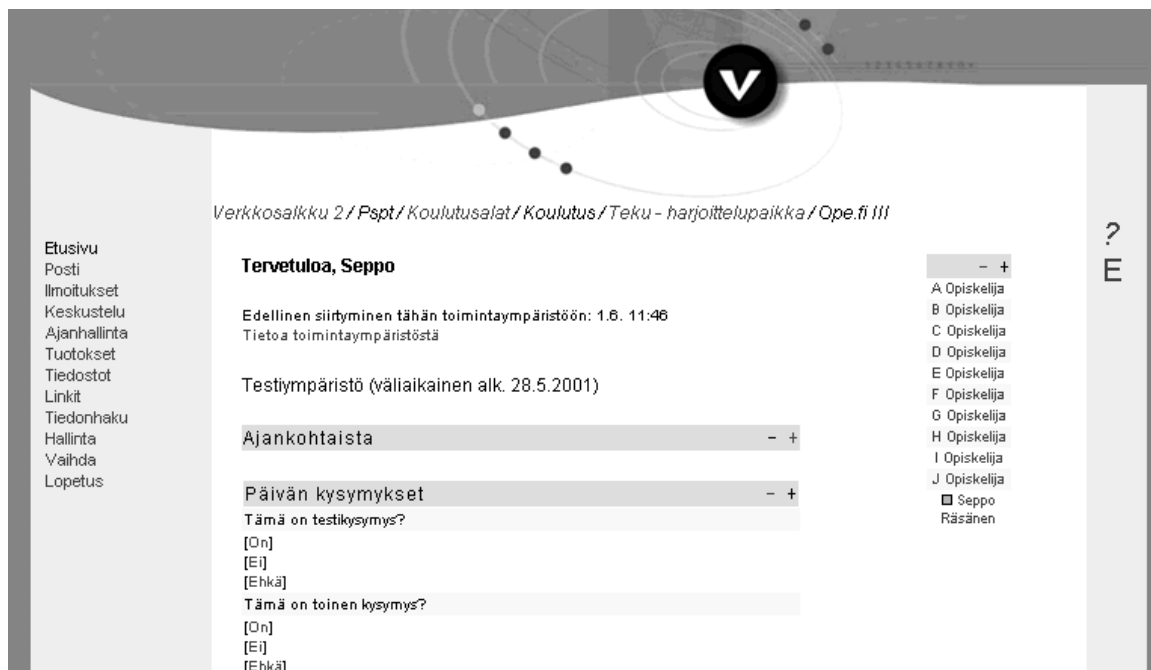 V
Verkkosalkku 2 / Pspt / Koulutusalat / Koulutus / Teku - harjoittelupaikka / Ope.fi III
Etusivu
Posti
Ilmoitukset
Keskustelu
Ajanhallinta
Tuotokset
Tiedostot
Linkit
Tiedonhaku
Hallinta
Vaihda
Lopetus
Tervetuloa, Seppo
Edellinen siirtyminen tähän toimintaympäristöön: 1.6. 11:46
Tietoa toimintaympäristöstä
Testiympäristö (väliaikainen alk. 28.5.2001)
Ajankohtaista - +
Päivän kysymykset - +
Tämä on testikysymys?
[On]
[Ei]
[Ehkä]
Tämä on toinen kysymys?
[On]
[Ei]
[Ehkä]
- +
A Opiskelija
B Opiskelija
C Opiskelija
D Opiskelija
E Opiskelija
F Opiskelija
G Opiskelija
H Opiskelija
I Opiskelija
J Opiskelija
Seppo
Räsänen
?
E